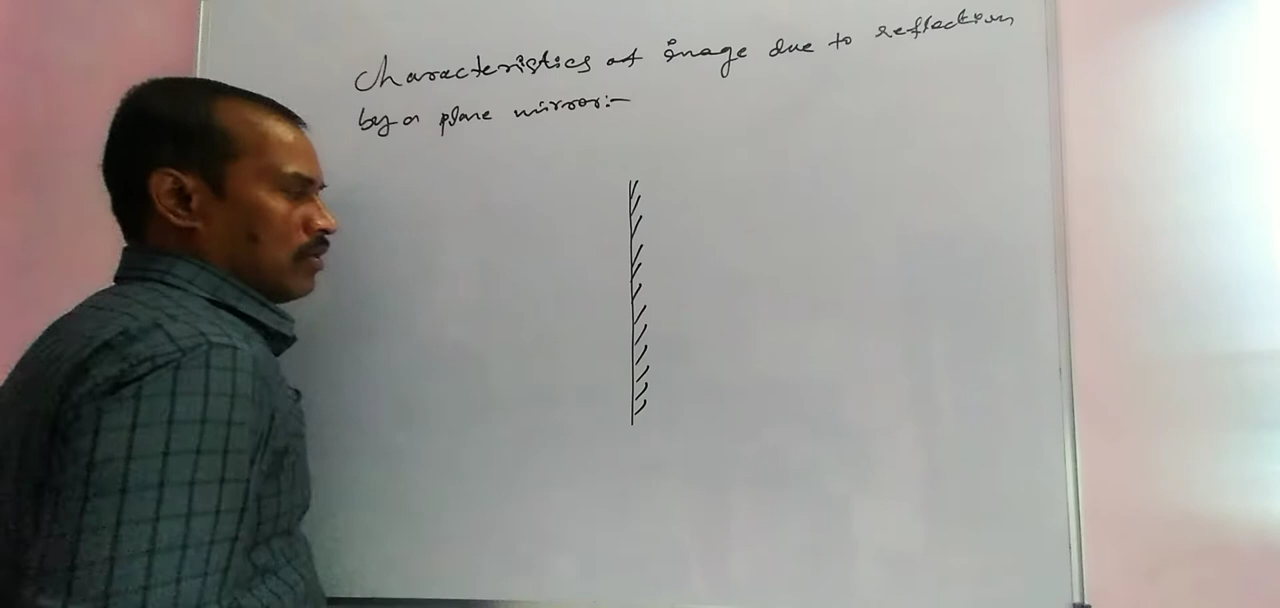 Characteristics of image due to reflection
by a plane mirror:-